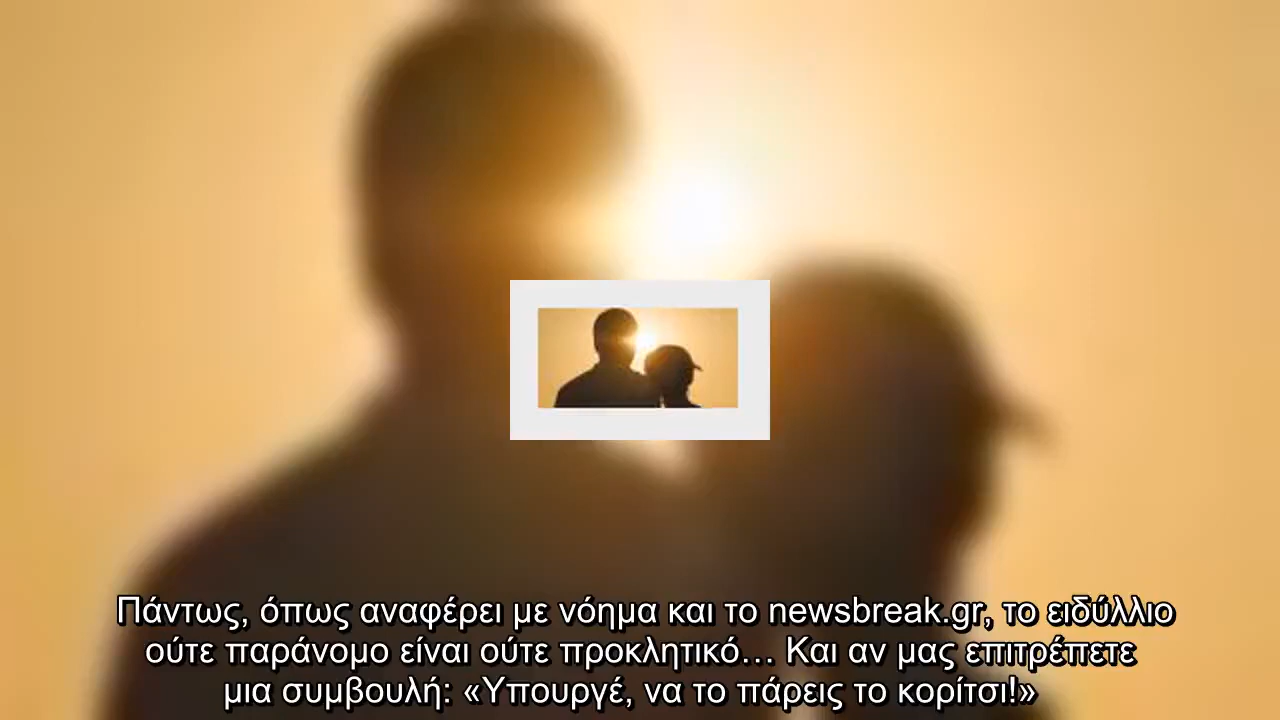 Πάντως, όπως αναφέρει με νόημα και το newsbreak.gr, το ειδύλλιο
ούτε παράνομο είναι ούτε προκλητικό… Και αν μας επιτρέπετε
μια συμβουλή: «Υπουργέ, να το πάρεις το κορίτσι!»